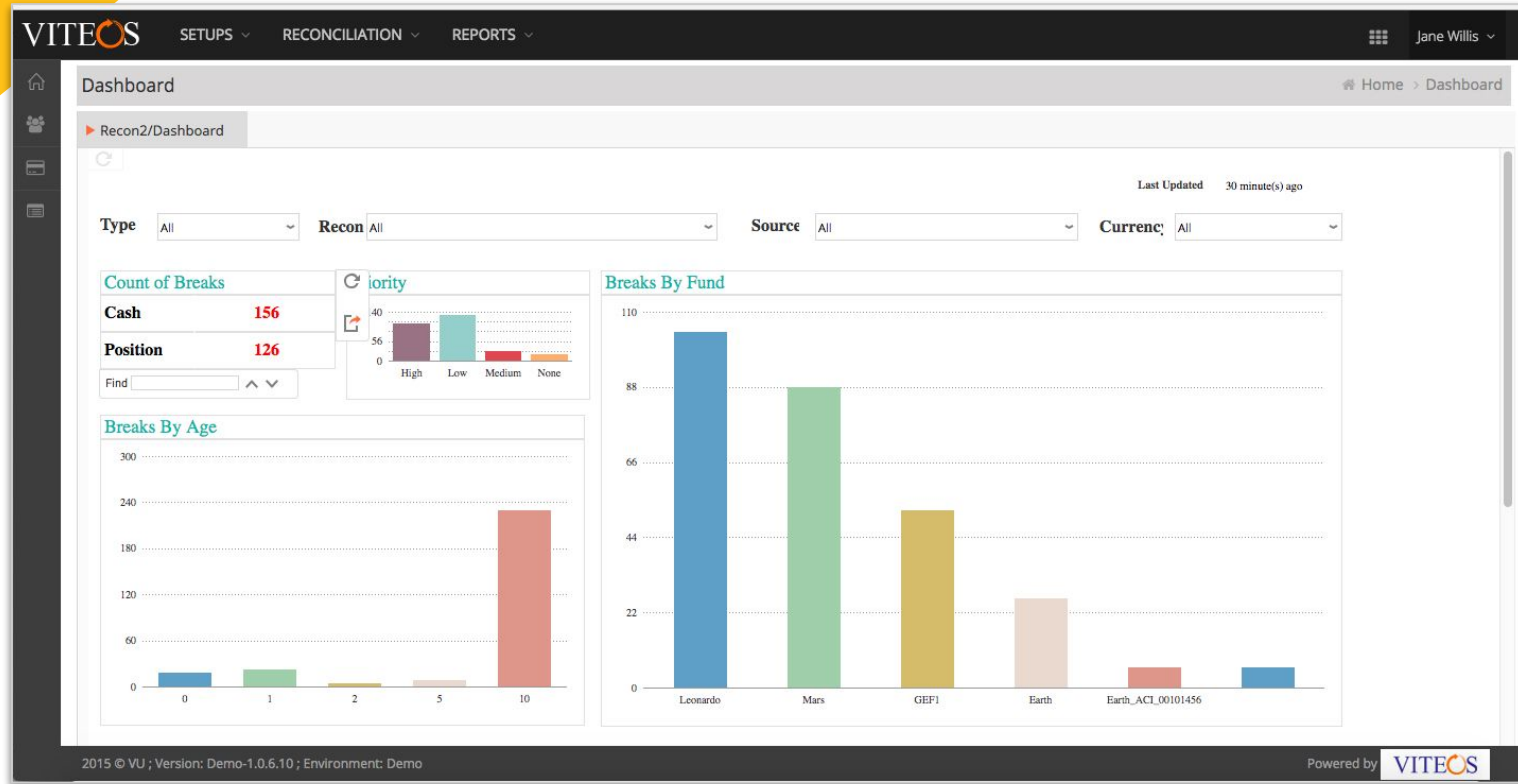 VITEOS SETUPS RECONCILIATION REPORTS Jane Willis
Dashboard Home > Dashboard
Recon2/Dashboard
Last Updated 30 minute(s) ago
Type All Recon All Source All Currency All
Count of Breaks
Cash 156
Position 126
Find
iority
40
56
0
High Low Medium None
Breaks By Fund
110
88
66
44
22
0
Leonardo Mars GEF1 Earth Earth_ACI_00101456
Breaks By Age
300
240
180
120
60
0
0 1 2 5 10
2015 © VU ; Version: Demo-1.0.6.10 ; Environment: Demo Powered by VITEOS